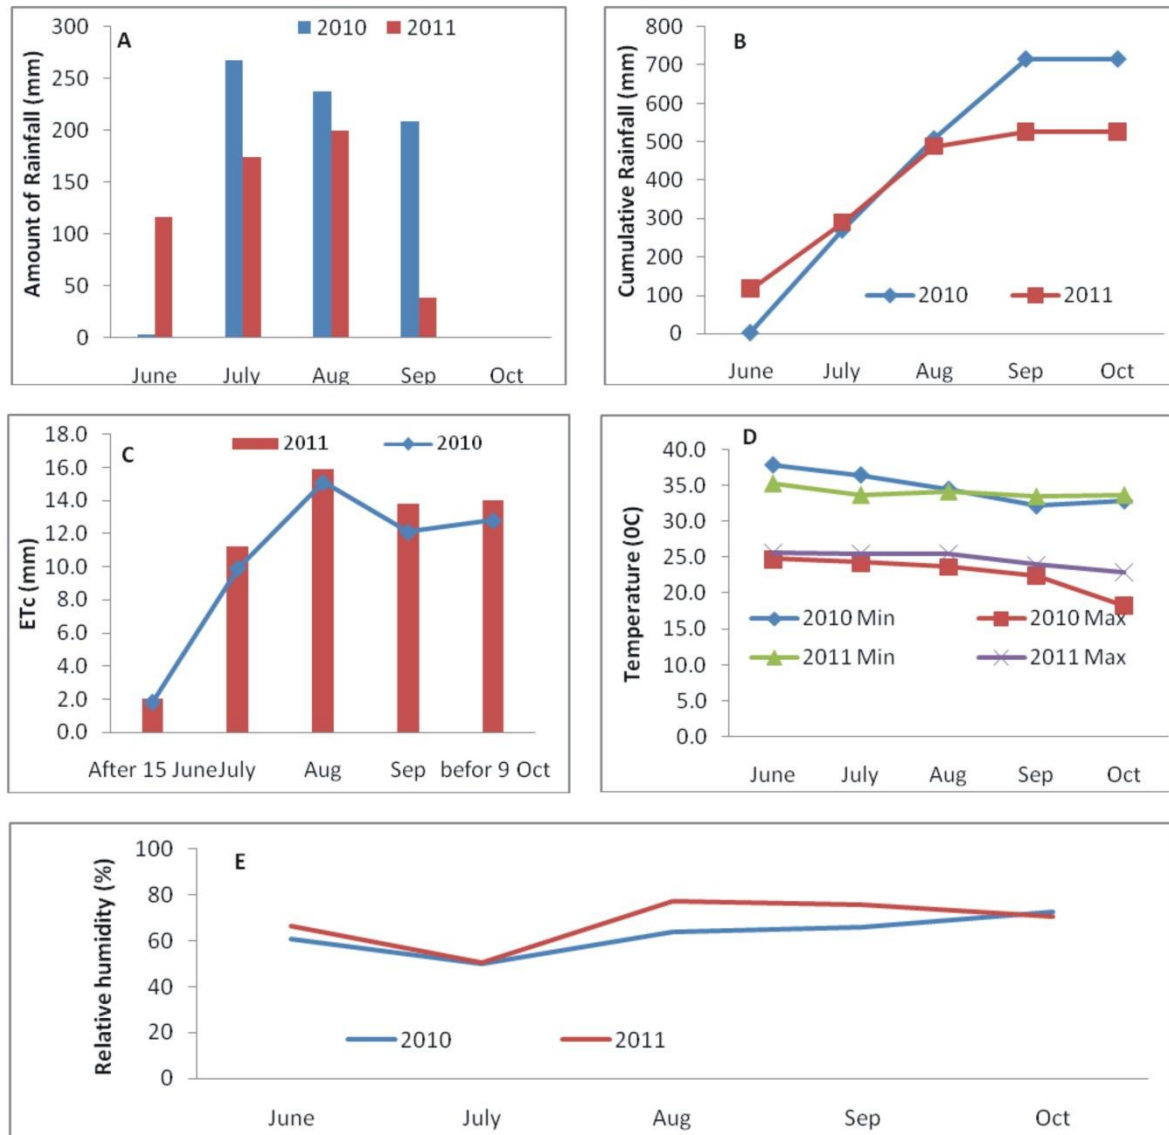 A
2010 2011
Amount of Rainfall (mm)
300
250
200
150
100
50
0
June July Aug Sep Oct
B
Cumulative Rainfall (mm)
800
700
600
500
400
300
200
100
0
2010 2011
June July Aug Sep Oct
C
2011 2010
ETc (mm)
18.0
16.0
14.0
12.0
10.0
8.0
6.0
4.0
2.0
0.0
After 15 June July Aug Sep befor 9 Oct
D
Temperature (0C)
40.0
35.0
30.0
25.0
20.0
15.0
10.0
5.0
0.0
2010 Min 2010 Max
2011 Min 2011 Max
June July Aug Sep Oct
E
Relative humidity (%)
100
80
60
40
20
0
2010 2011
June July Aug Sep Oct